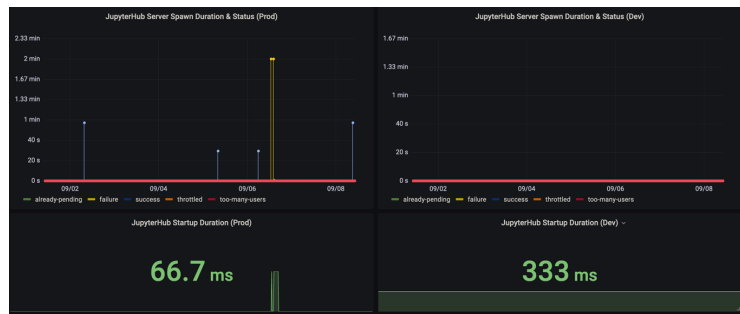 JupyterHub Server Spawn Duration & Status (Prod)
2.33 min
2 min
1.67 min
1.33 min
1 min
40 s
20 s
0 s
09/02 09/04 09/06 09/08
already-pending failure success throttled too-many-users
JupyterHub Server Spawn Duration & Status (Dev)
1.67 min
1.33 min
1 min
40 s
20 s
0 s
09/02 09/04 09/06 09/08
already-pending failure success throttled too-many-users
JupyterHub Startup Duration (Prod)
66.7 ms
JupyterHub Startup Duration (Dev)
333 ms